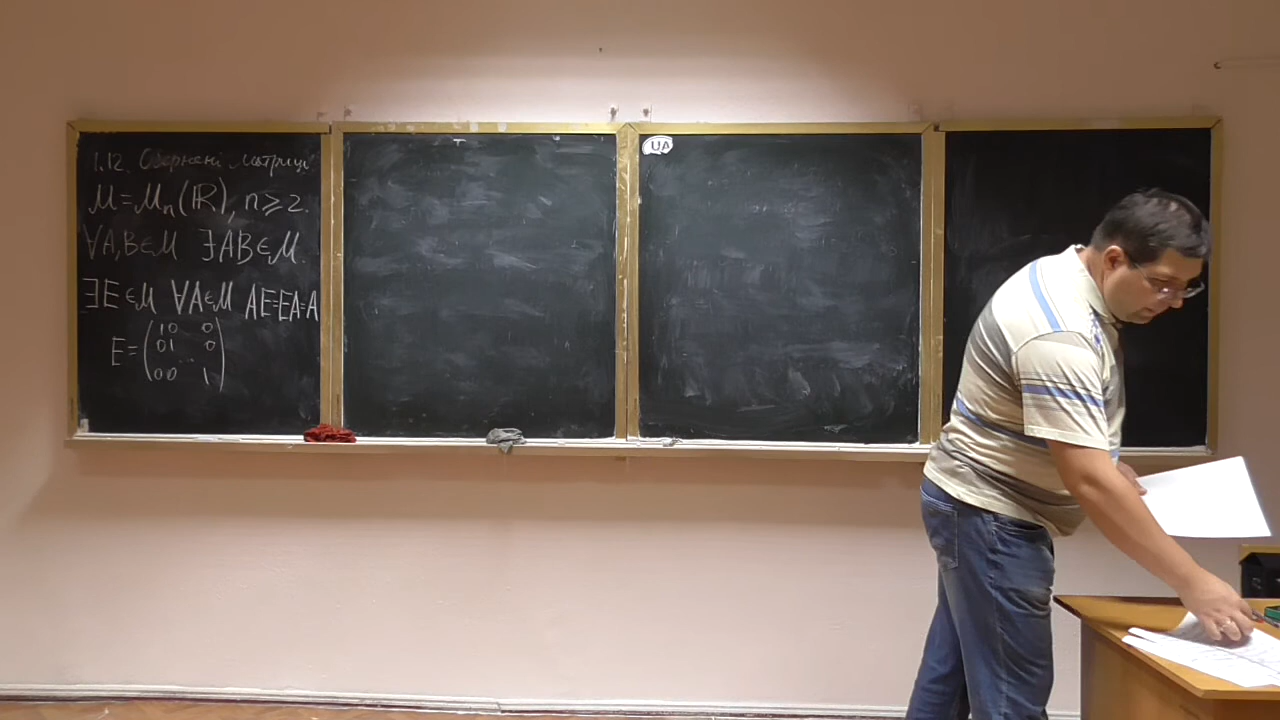 1.12. Обернені матриці
M=Mₙ(ℝ), n⩾2.
∀A,B∈M ∃AB∈M.
∃E∈M ∀A∈M AE=EA=A
E=(10 0
01 0
...
00 1)
UA